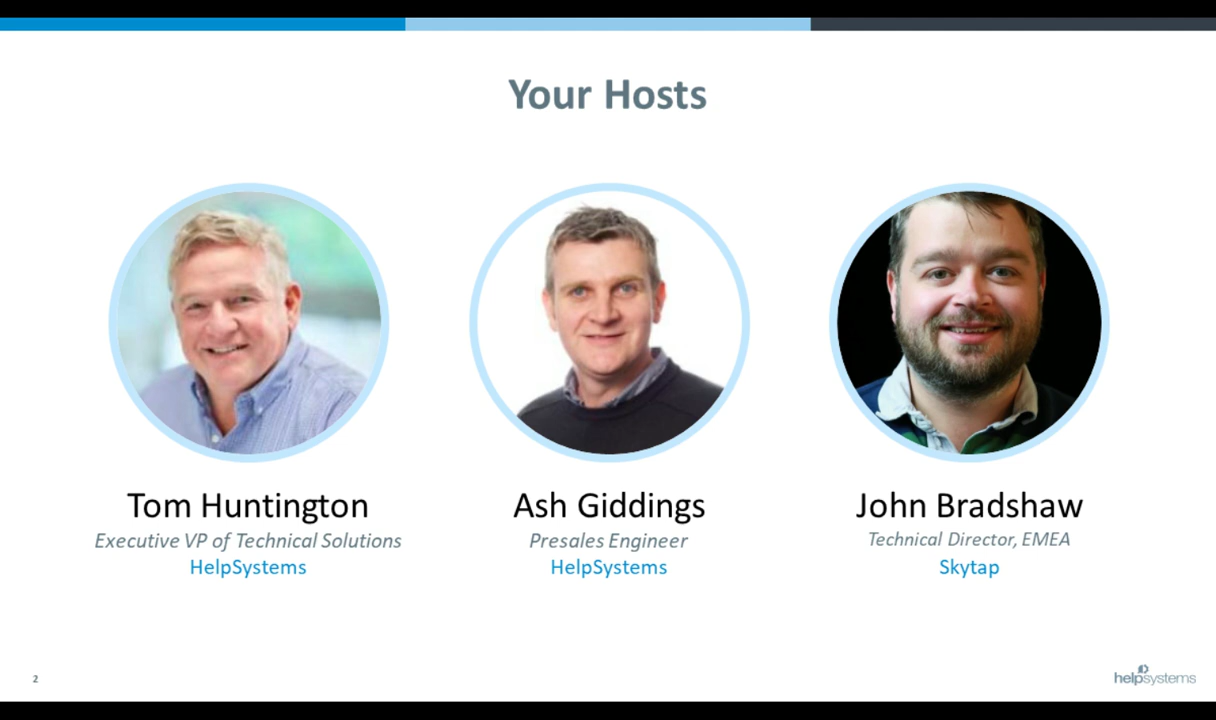 Your Hosts
Tom Huntington
Executive VP of Technical Solutions
HelpSystems
Ash Giddings
Presales Engineer
HelpSystems
John Bradshaw
Technical Director, EMEA
Skytap
2
helpsystems